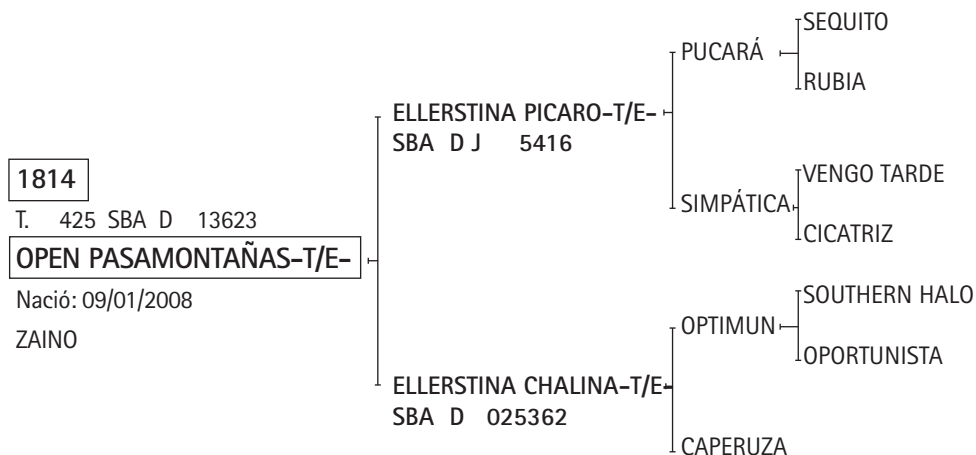 SEQUITO
PUCARÁ
RUBIA
ELLERSTINA PICARO-T/E-
SBA D J 5416
1814
VENGO TARDE
T. 425 SBA D 13623
SIMPÁTICA
CICATRIZ
OPEN PASAMONTAÑAS-T/E-
Nació: 09/01/2008
SOUTHERN HALO
ZAINO
OPTIMUN
OPORTUNISTA
ELLERSTINA CHALINA-T/E-
SBA D 025362
CAPERUZA